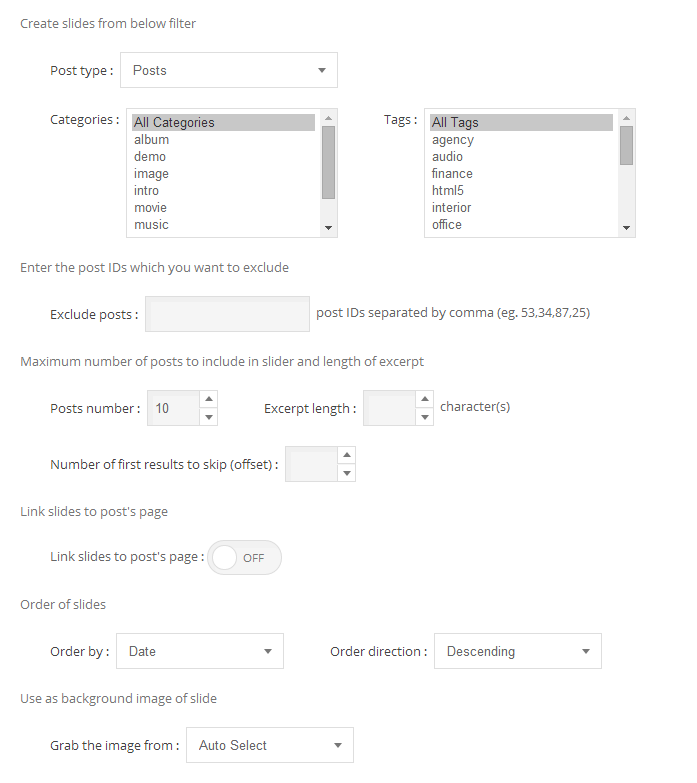 Create slides from below filter
Post type : Posts
Categories : All Categories
album
demo
image
intro
movie
music
Tags : All Tags
agency
audio
finance
html5
interior
office
Enter the post IDs which you want to exclude
Exclude posts : post IDs separated by comma (eg. 53,34,87,25)
Maximum number of posts to include in slider and length of excerpt
Posts number : 10 Excerpt length : character(s)
Number of first results to skip (offset) :
Link slides to post's page
Link slides to post's page : OFF
Order of slides
Order by : Date Order direction : Descending
Use as background image of slide
Grab the image from : Auto Select